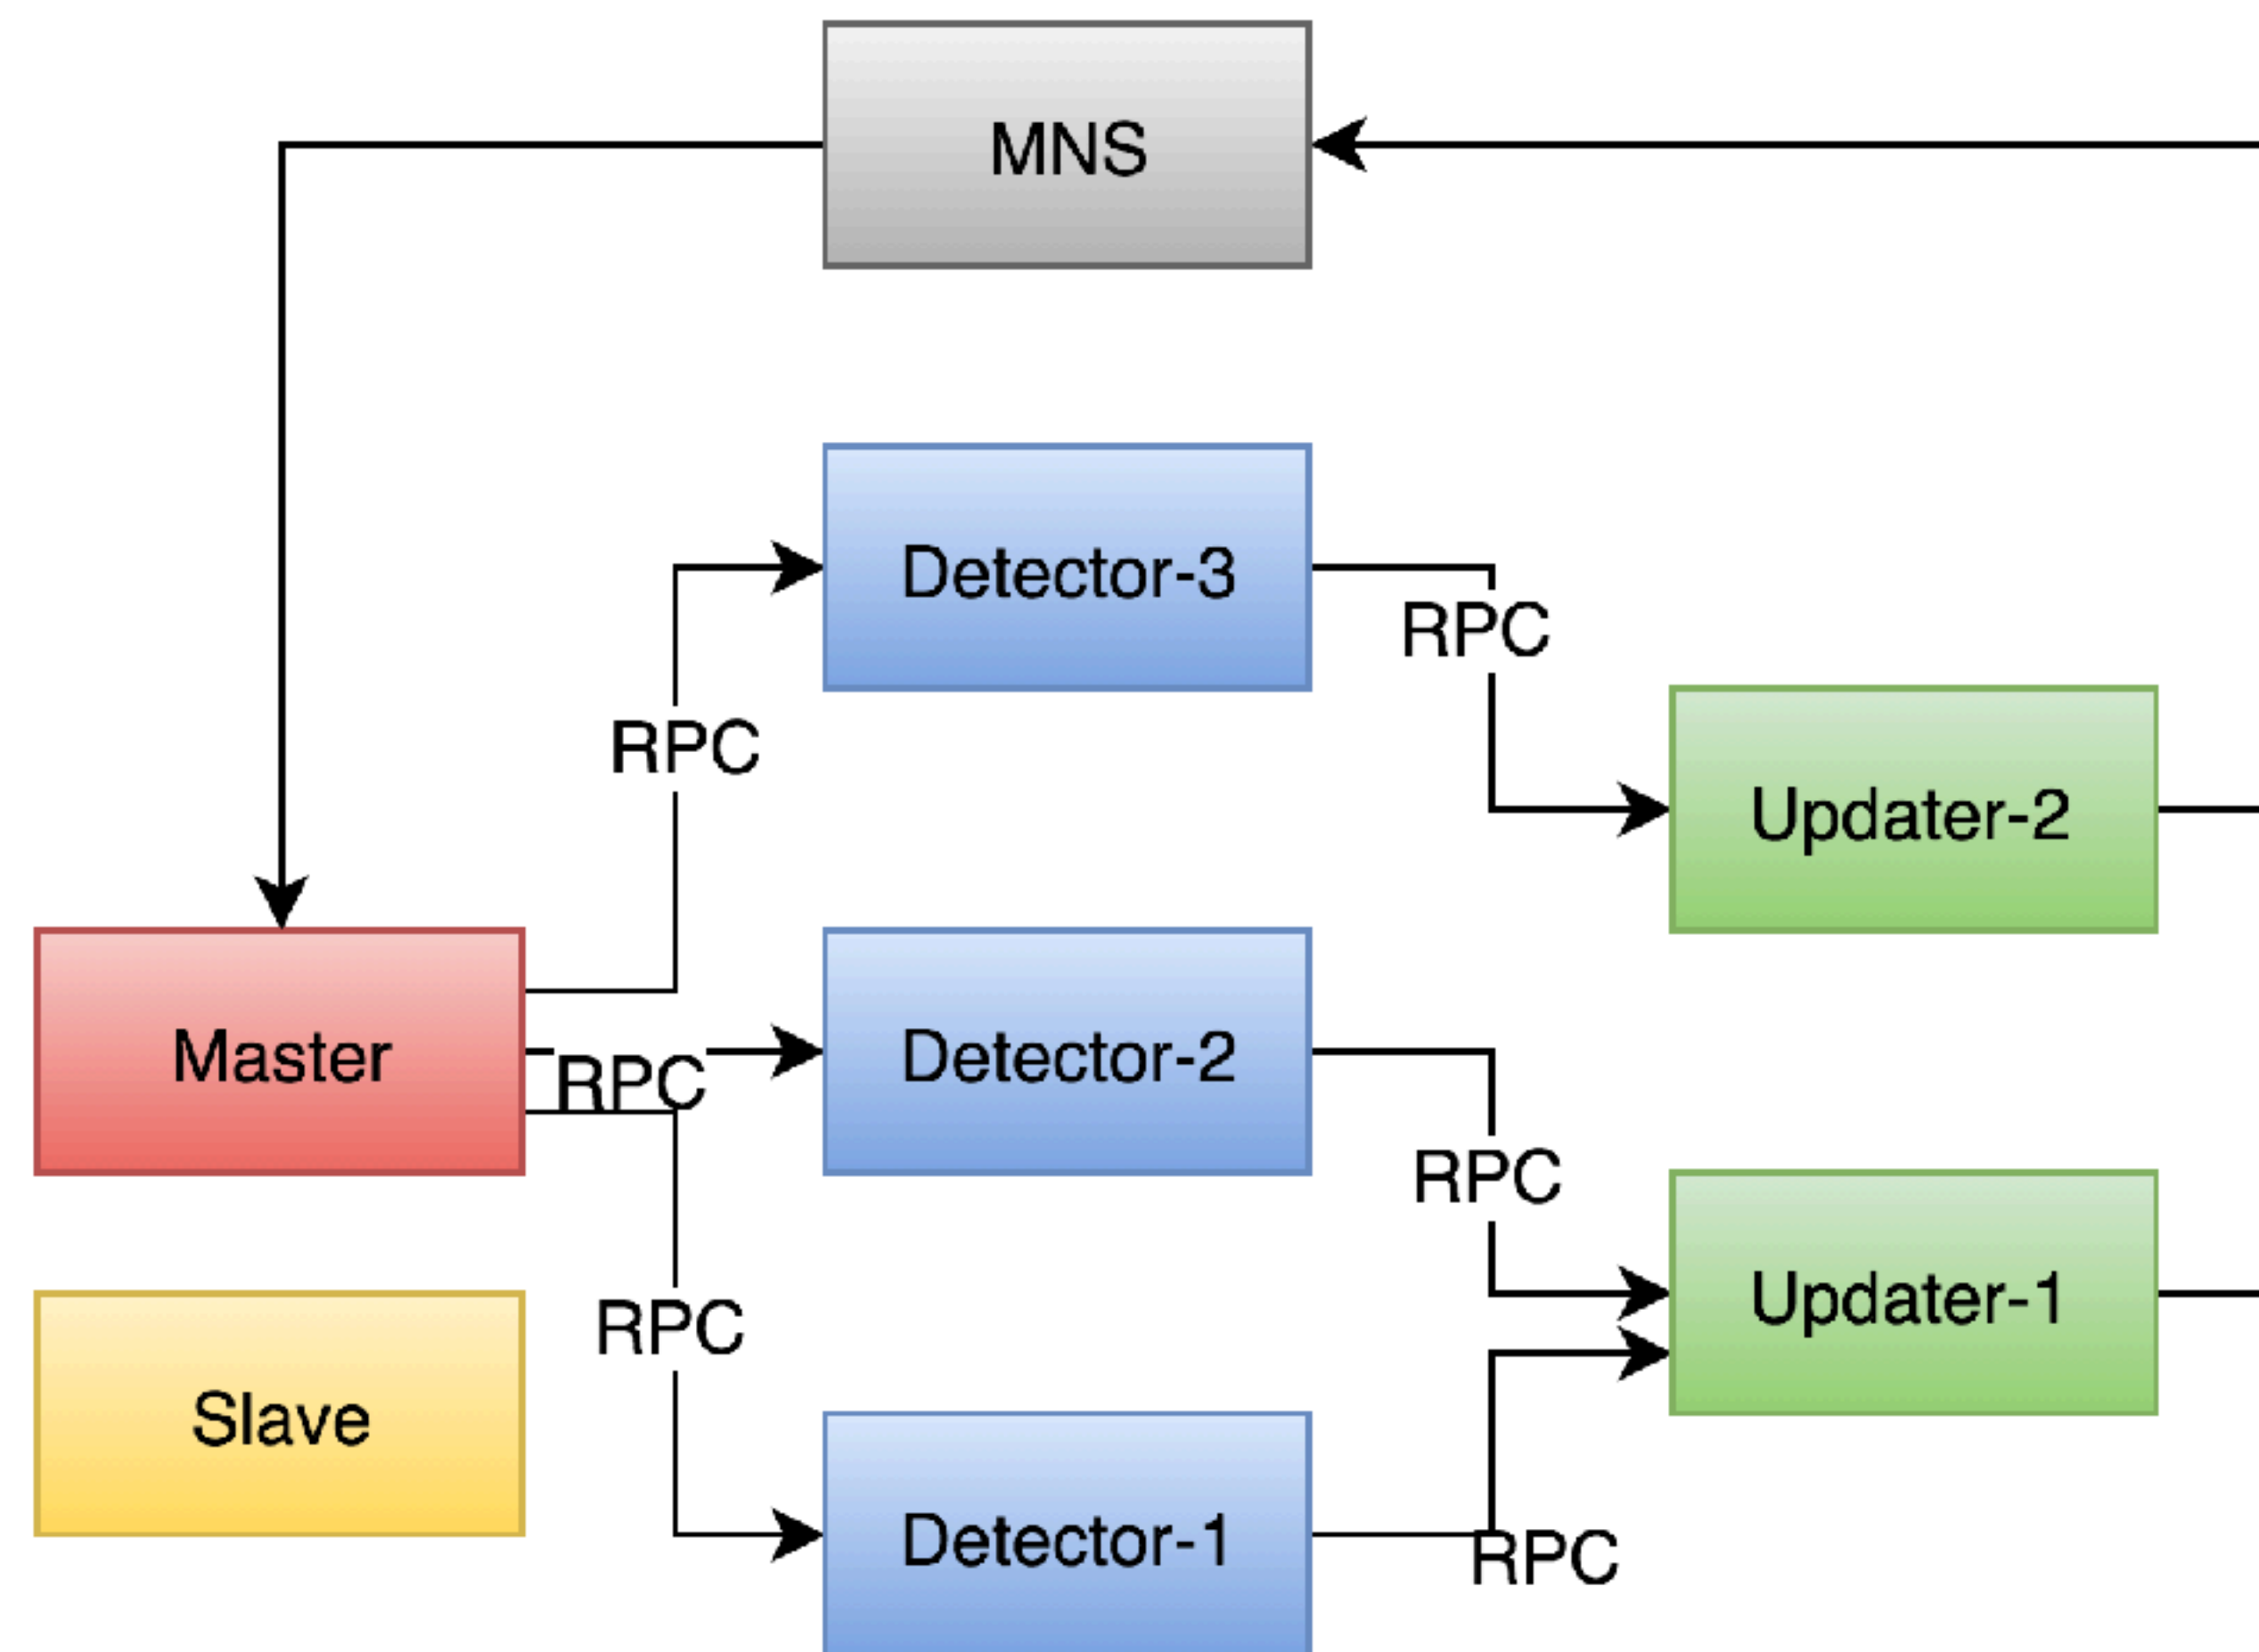 MNS
Detector-3
RPC
RPC
Updater-2
Master
RPC
Detector-2
RPC
Updater-1
RPC
Slave
Detector-1
RPC